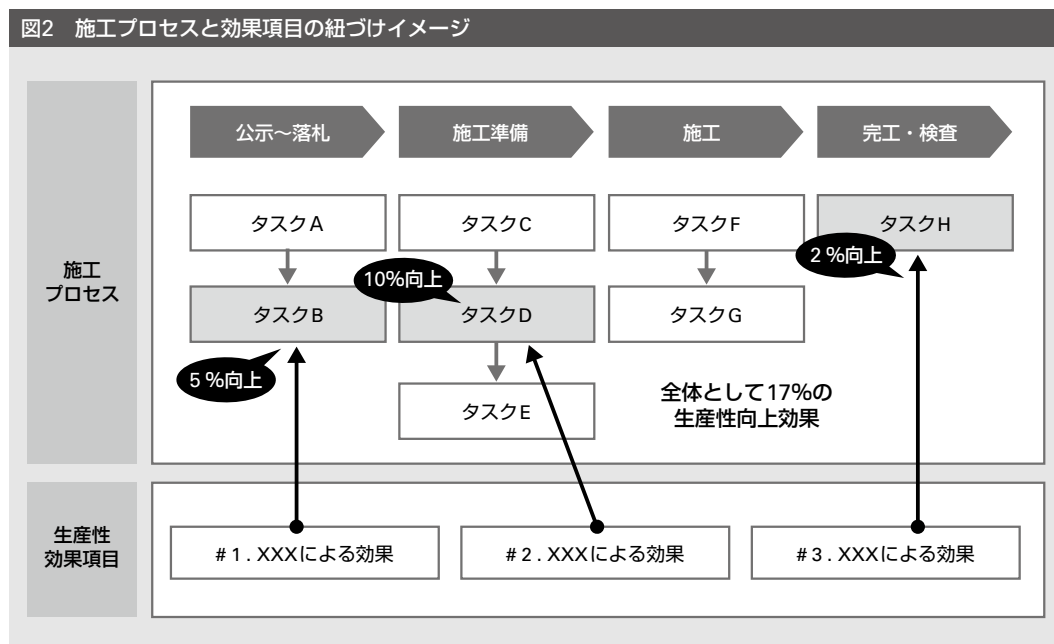 図2　施工プロセスと効果項目の紐づけイメージ
公示～落札
施工準備
施工
完工・検査
施工
プロセス
タスクA
タスクC
タスクF
タスクH
2%向上
10%向上
タスクB
タスクD
タスクG
5%向上
タスクE
全体として17%の
生産性向上効果
生産性
効果項目
#1.XXXによる効果
#2.XXXによる効果
#3.XXXによる効果